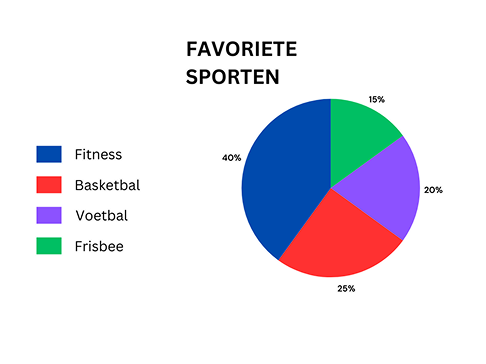 FAVORIETE
SPORTEN
15%
40%
Fitness
Basketbal
20%
Voetbal
Frisbee
25%